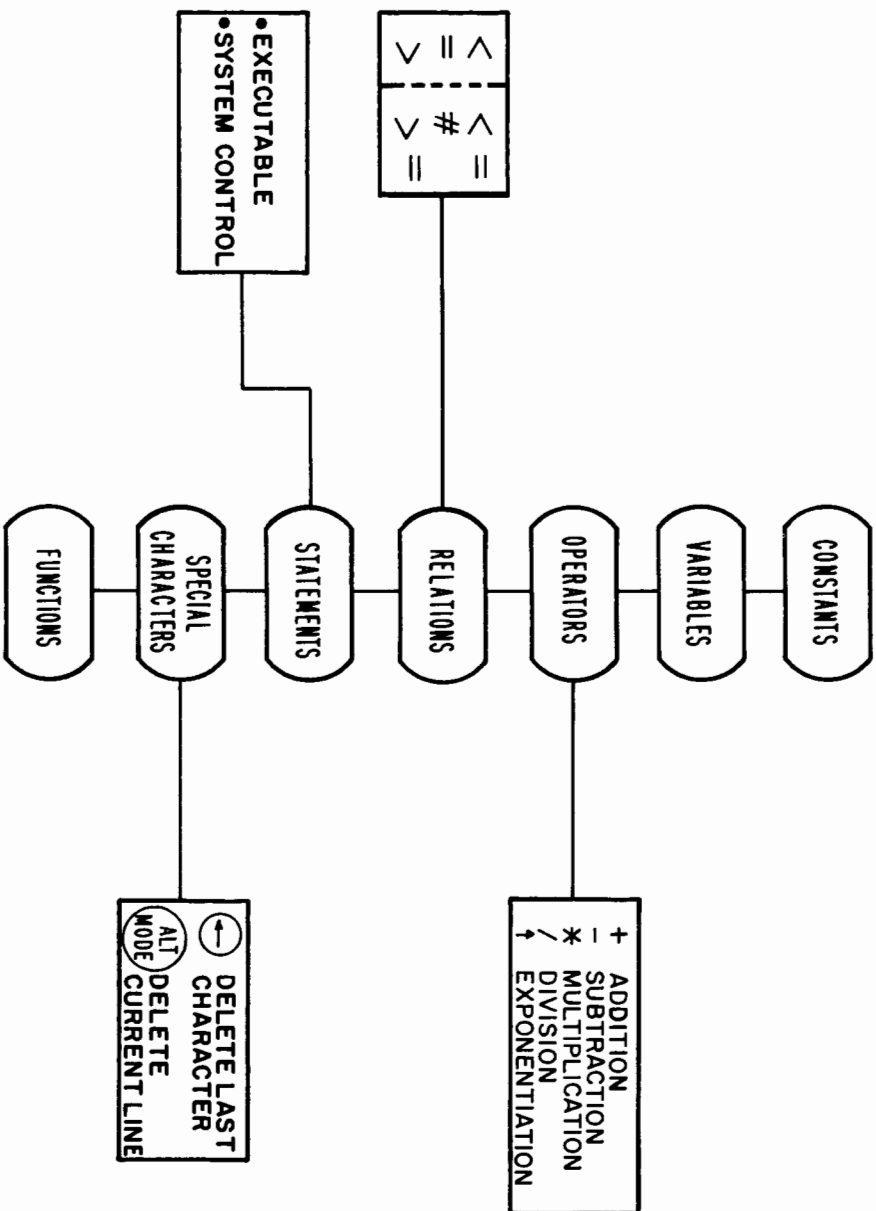 CONSTANTS
VARIABLES
OPERATORS
+ ADDITION
- SUBTRACTION
* MULTIPLICATION
/ DIVISION
↑ EXPONENTIATION
RELATIONS
< <=
= #
> >=
STATEMENTS
• EXECUTABLE
• SYSTEM CONTROL
SPECIAL
CHARACTERS
← DELETE LAST
CHARACTER
ALT
MODE
DELETE
CURRENT LINE
FUNCTIONS